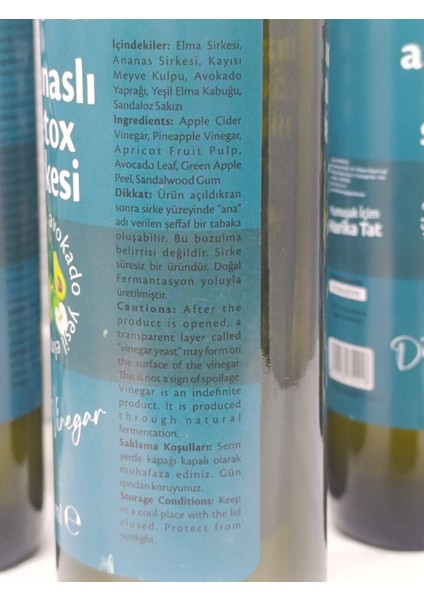 naslı
tox
kesi
avokado yeşil
Vinegar
e
İçindekiler: Elma Sirkesi,
Ananas Sirkesi, Kayısı
Meyve Kulpu, Avokado
Yaprağı, Yeşil Elma Kabuğu,
Sandaloz Sakızı
Ingredients: Apple Cider
Vinegar, Pineapple Vinegar,
Apricot Fruit Pulp,
Avocado Leaf, Green Apple
Peel, Sandalwood Gum
Dikkat: Ürün açıldıktan
sonra sirke yüzeyinde "ana"
adı verilen şeffaf bir tabaka
oluşabilir. Bu bozulma
belirtisi değildir. Sirke
süresiz bir üründür. Doğal
Fermantasyon yoluyla
üretilmiştir.
Cautions: After the
product is opened, a
transparent layer called
"vinegar yeast" may form on
the surface of the vinegar.
This is not a sign of spoilage.
Vinegar is an indefinite
product. It is produced
through natural
fermentation.
Saklama Koşulları: Serin
yerde kapağı kapalı olarak
muhafaza ediniz. Gün
ışından koruyunuz.
Storage Conditions: Keep
in a cool place with the lid
closed. Protect from
sunlight.
a
Yumuşak İçim
Harika Tat